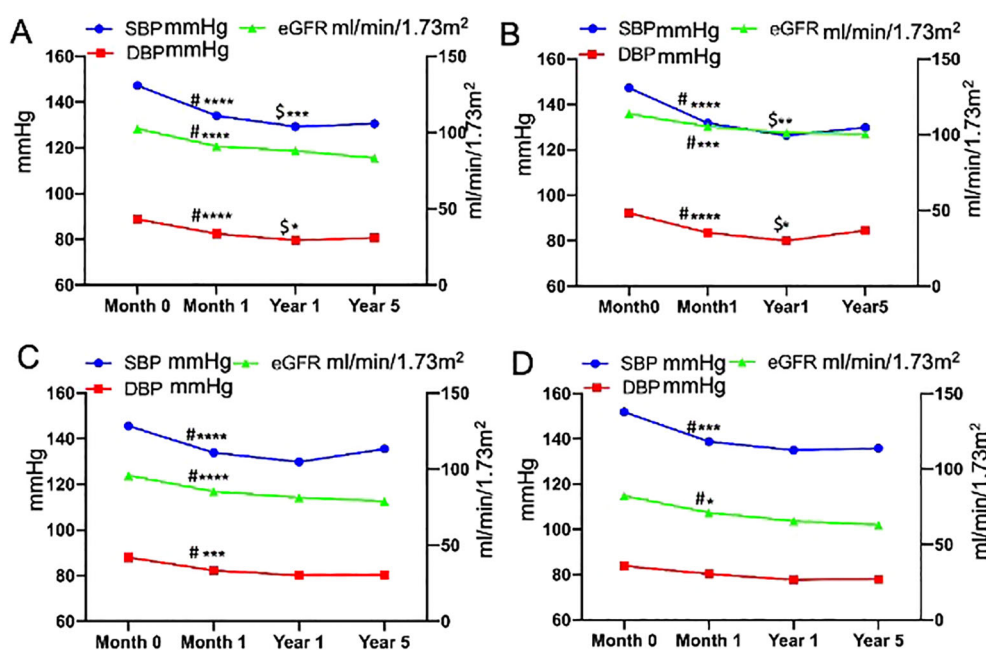 A
SBP mmHg eGFR ml/min/1.73m²
DBP mmHg
160 150
140
120 100
100
80 50
60 0
mmHg
ml/min/1.73m²
#****
$***
#****
#****
$*
Month 0 Month 1 Year 1 Year 5
B
SBP mmHg eGFR ml/min/1.73m²
DBP mmHg
160 150
140
120 100
100
80 50
60 0
mmHg
ml/min/1.73m²
#****
$**
#***
#****
$*
Month0 Month1 Year1 Year5
C
SBP mmHg eGFR ml/min/1.73m²
DBP mmHg
160 150
140
120 100
100
80 50
60 0
mmHg
ml/min/1.73m²
#****
#****
#***
Month 0 Month 1 Year 1 Year 5
D
SBP mmHg eGFR ml/min/1.73m²
DBP mmHg
160 150
140
120 100
100
80 50
60 0
mmHg
ml/min/1.73m²
#***
#*
Month 0 Month 1 Year 1 Year 5